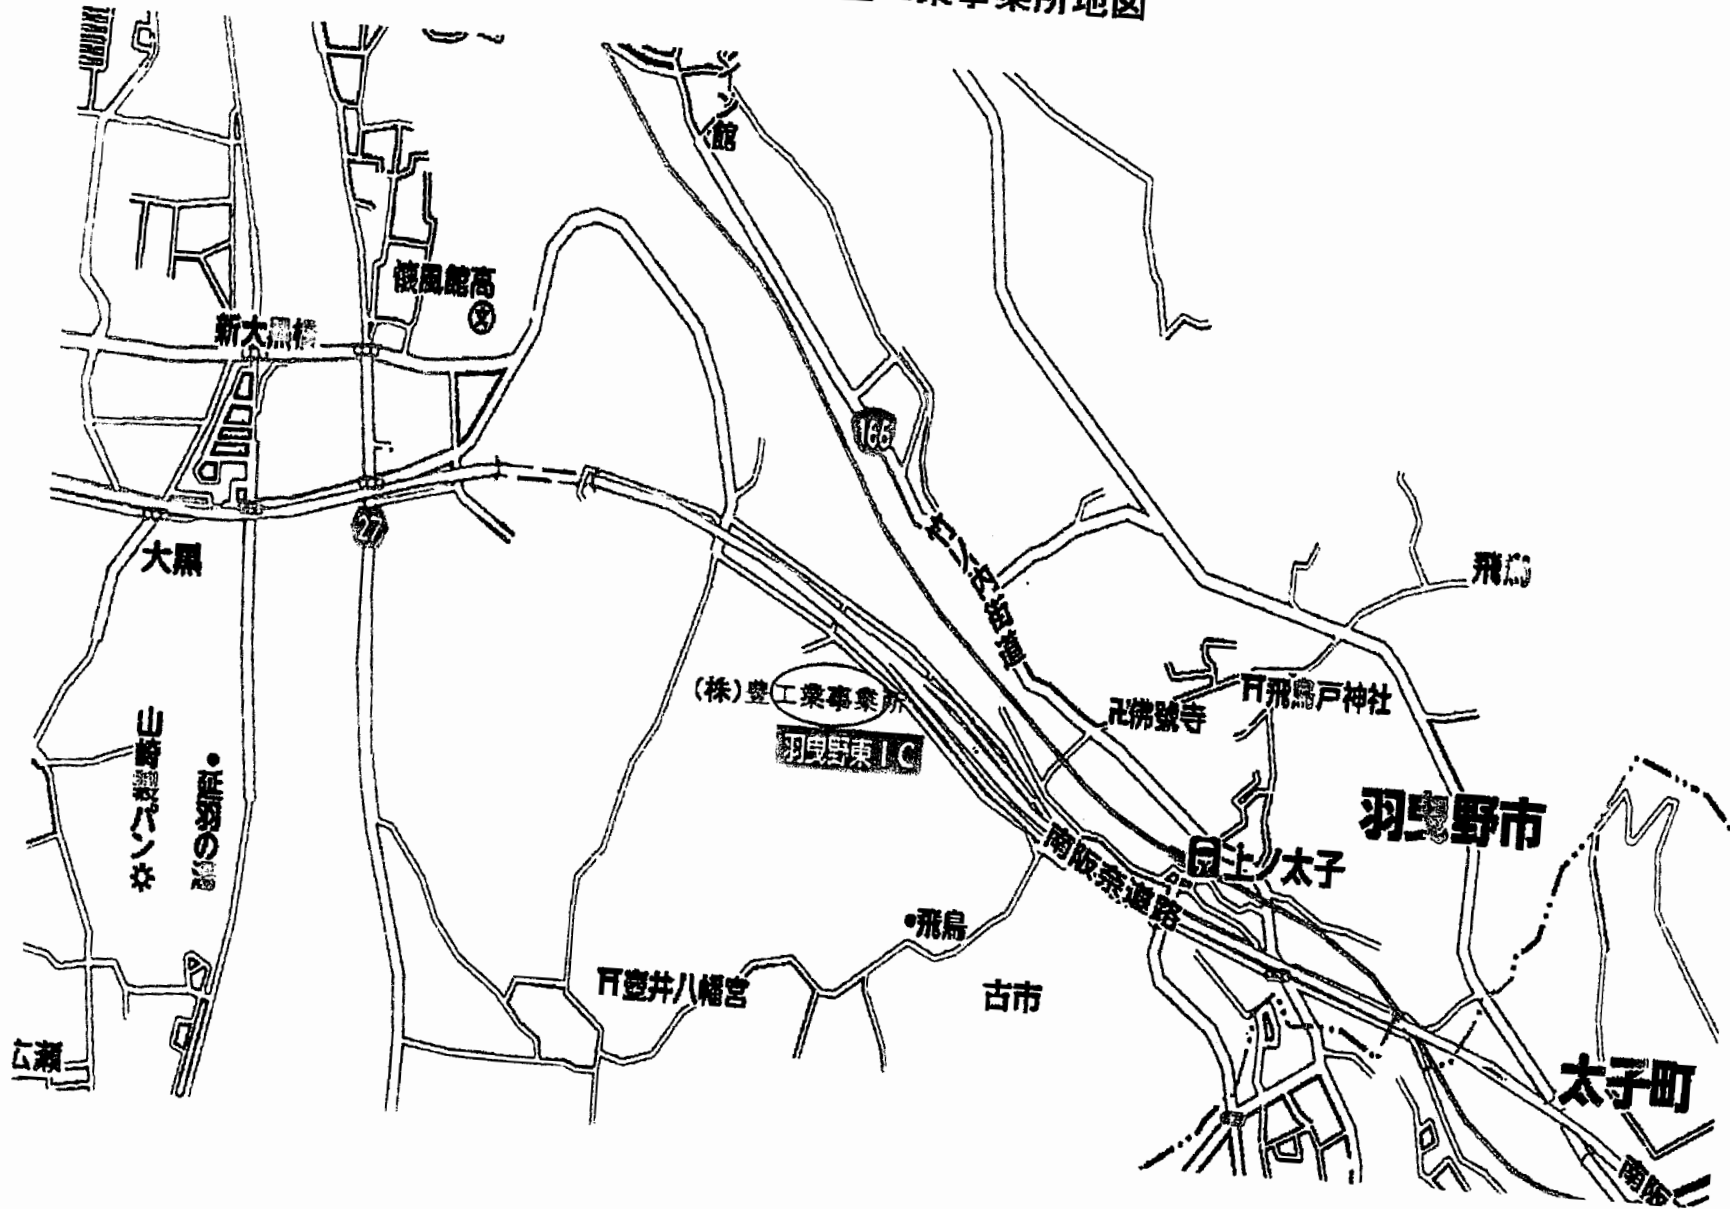 事業所地図
館
懐風館高
文
新大黒橋
166
27
竹ノ内街道
大黒
飛鳥
(株)豊工業事業所
羽曳野東IC
卍佛號寺
飛鳥戸神社
山崎製パン
延羽の湯
羽曳野市
南阪奈道路
上ノ太子
飛鳥
壺井八幡宮
古市
広瀬
太子町
南阪